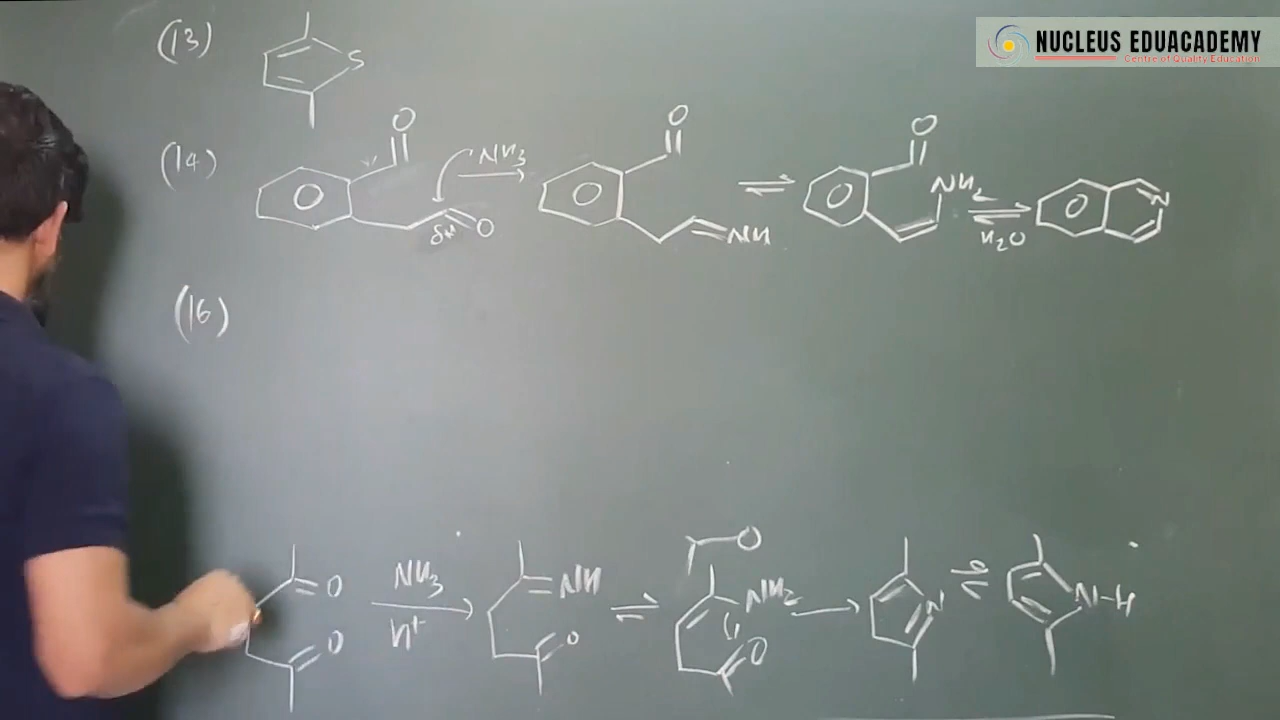 NUCLEUS EDUACADEMY
Centre of Quality Education
(13)
S
(14)
O
O
NH₃
δ+
O
O
NH
O
NH₂
H₂O
N
(16)
O
O
NH₃
H⁺
NH
O
O
NH₂
O
N
N-H